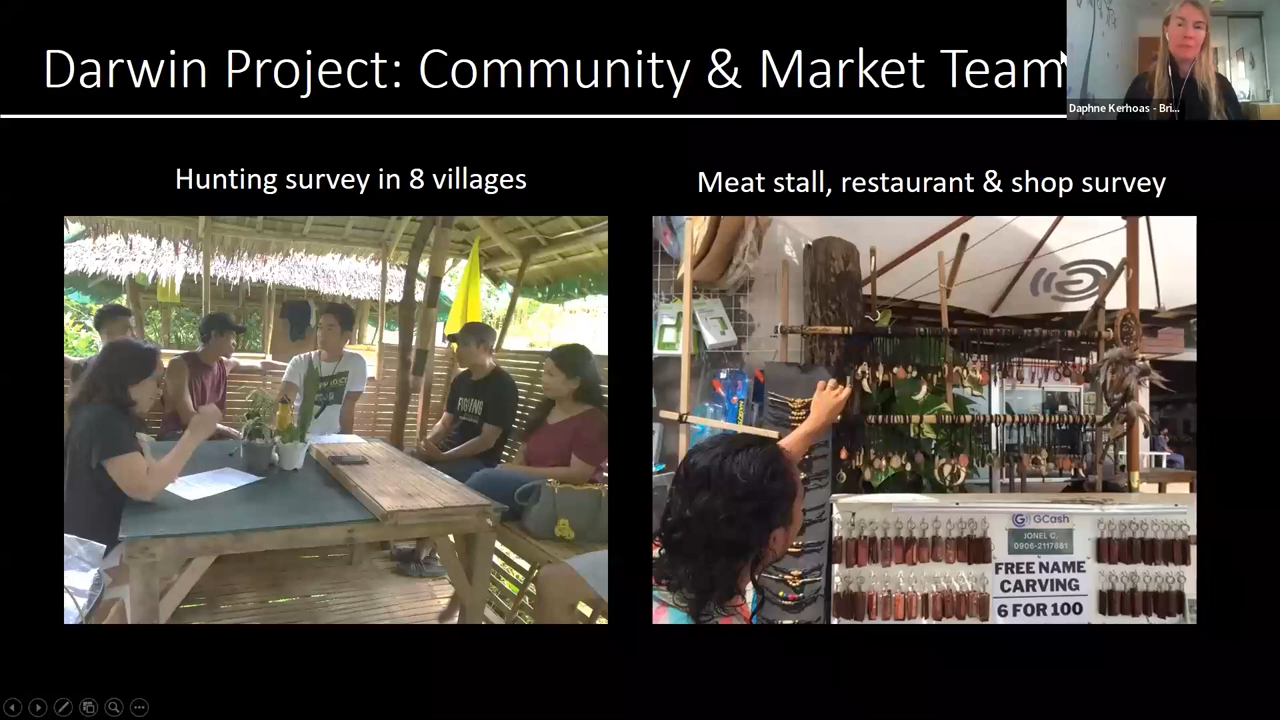 Darwin Project: Community & Market Team
Daphne Kerhoas - Bri...
Hunting survey in 8 villages
Meat stall, restaurant & shop survey
GCash
JONEL C.
0906-2117881
FREE NAME
CARVING
6 FOR 100